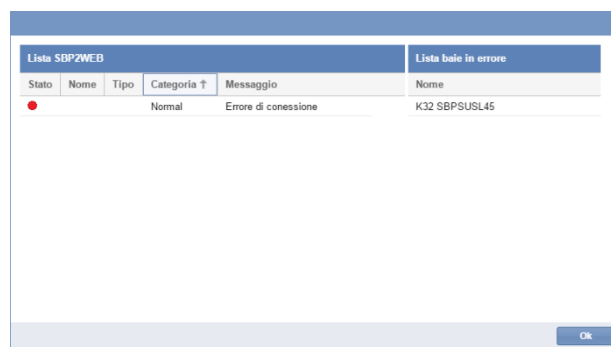 Lista SBP2WEB
Stato Nome Tipo Categoria ↑ Messaggio
Normal Errore di conessione
Lista baie in errore
Nome
K32 SBPSUSL45
Ok